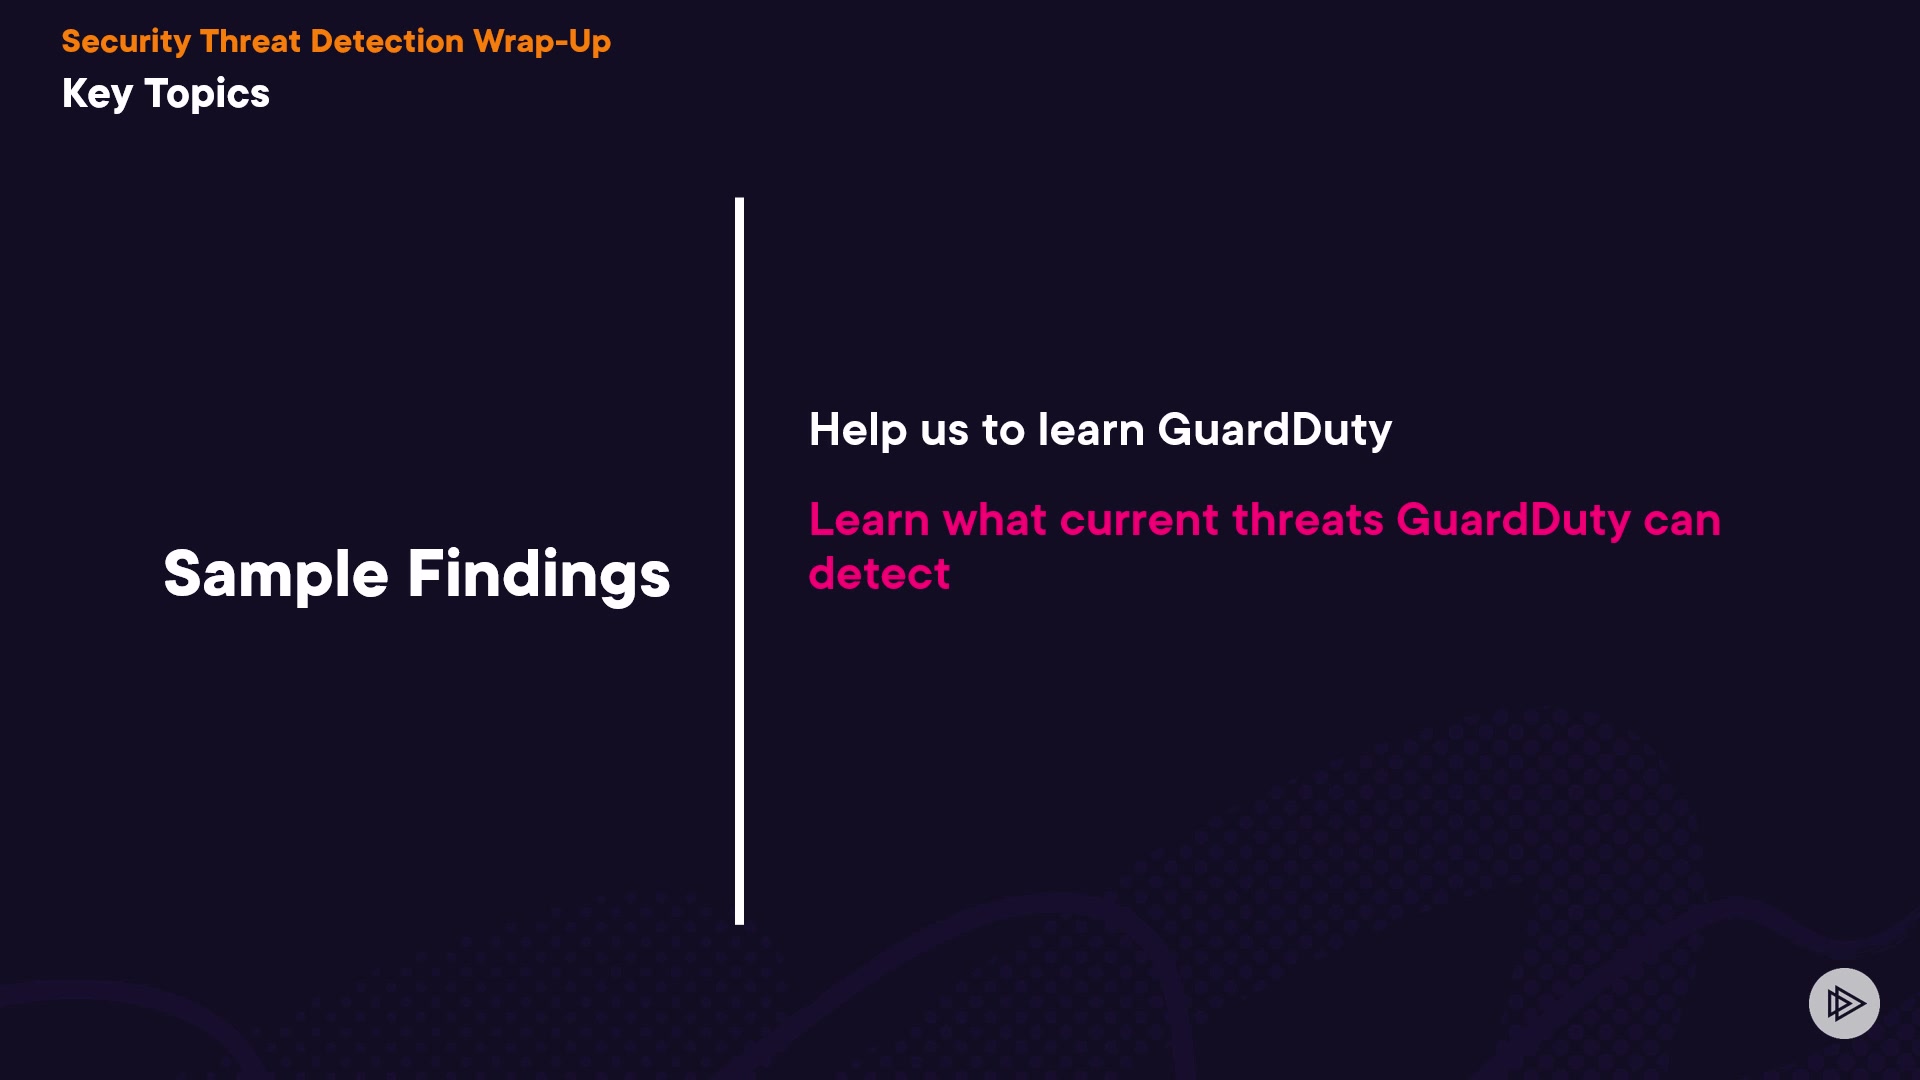 Security Threat Detection Wrap-Up
Key Topics
Sample Findings
Help us to learn GuardDuty
Learn what current threats GuardDuty can
detect